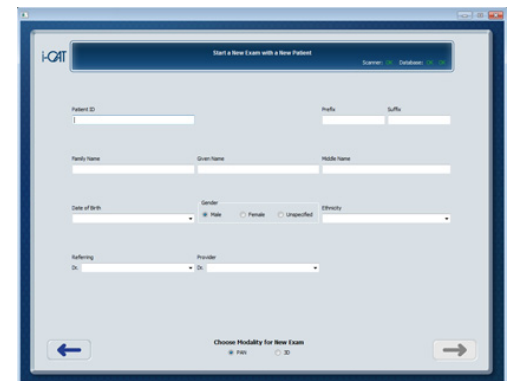 i-CAT
Start a New Exam with a New Patient
Scanner: OK Database: OK OK
Patient ID
Prefix
Suffix
Family Name
Given Name
Middle Name
Date of Birth
Gender
Male
Female
Unspecified
Ethnicity
Referring
Provider
Dr.
Dr.
Choose Modality for New Exam
PAN
3D